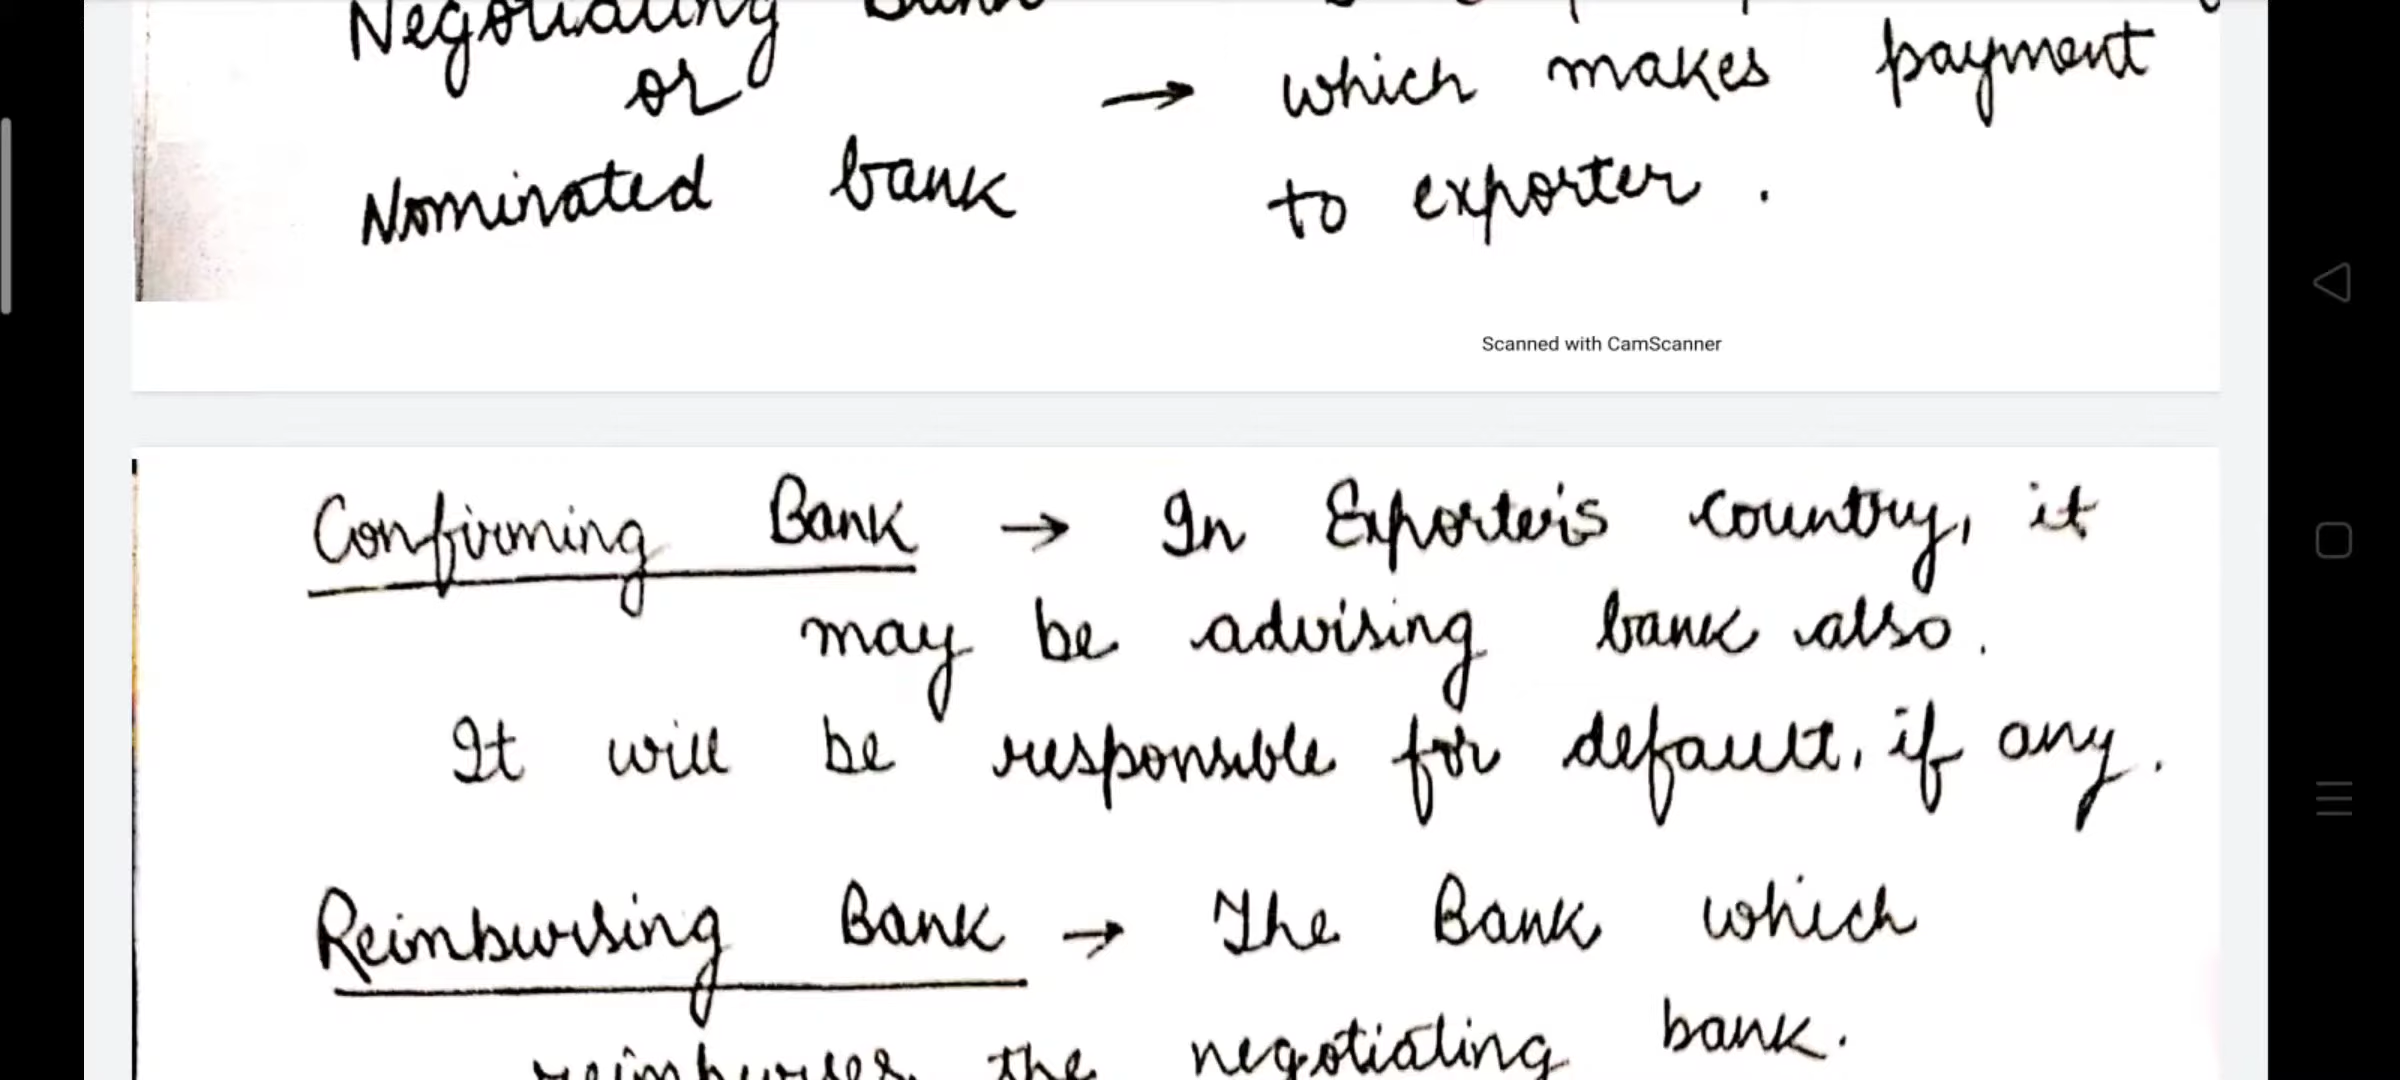 Negotiating Bank
or → which makes payment
Nominated bank to exporter.
Scanned with CamScanner
Confirming Bank → In Exporter's country, it
may be advising bank also.
It will be responsible for default, if any.
Reimbursing Bank → The Bank which
reimburses the negotiating bank.